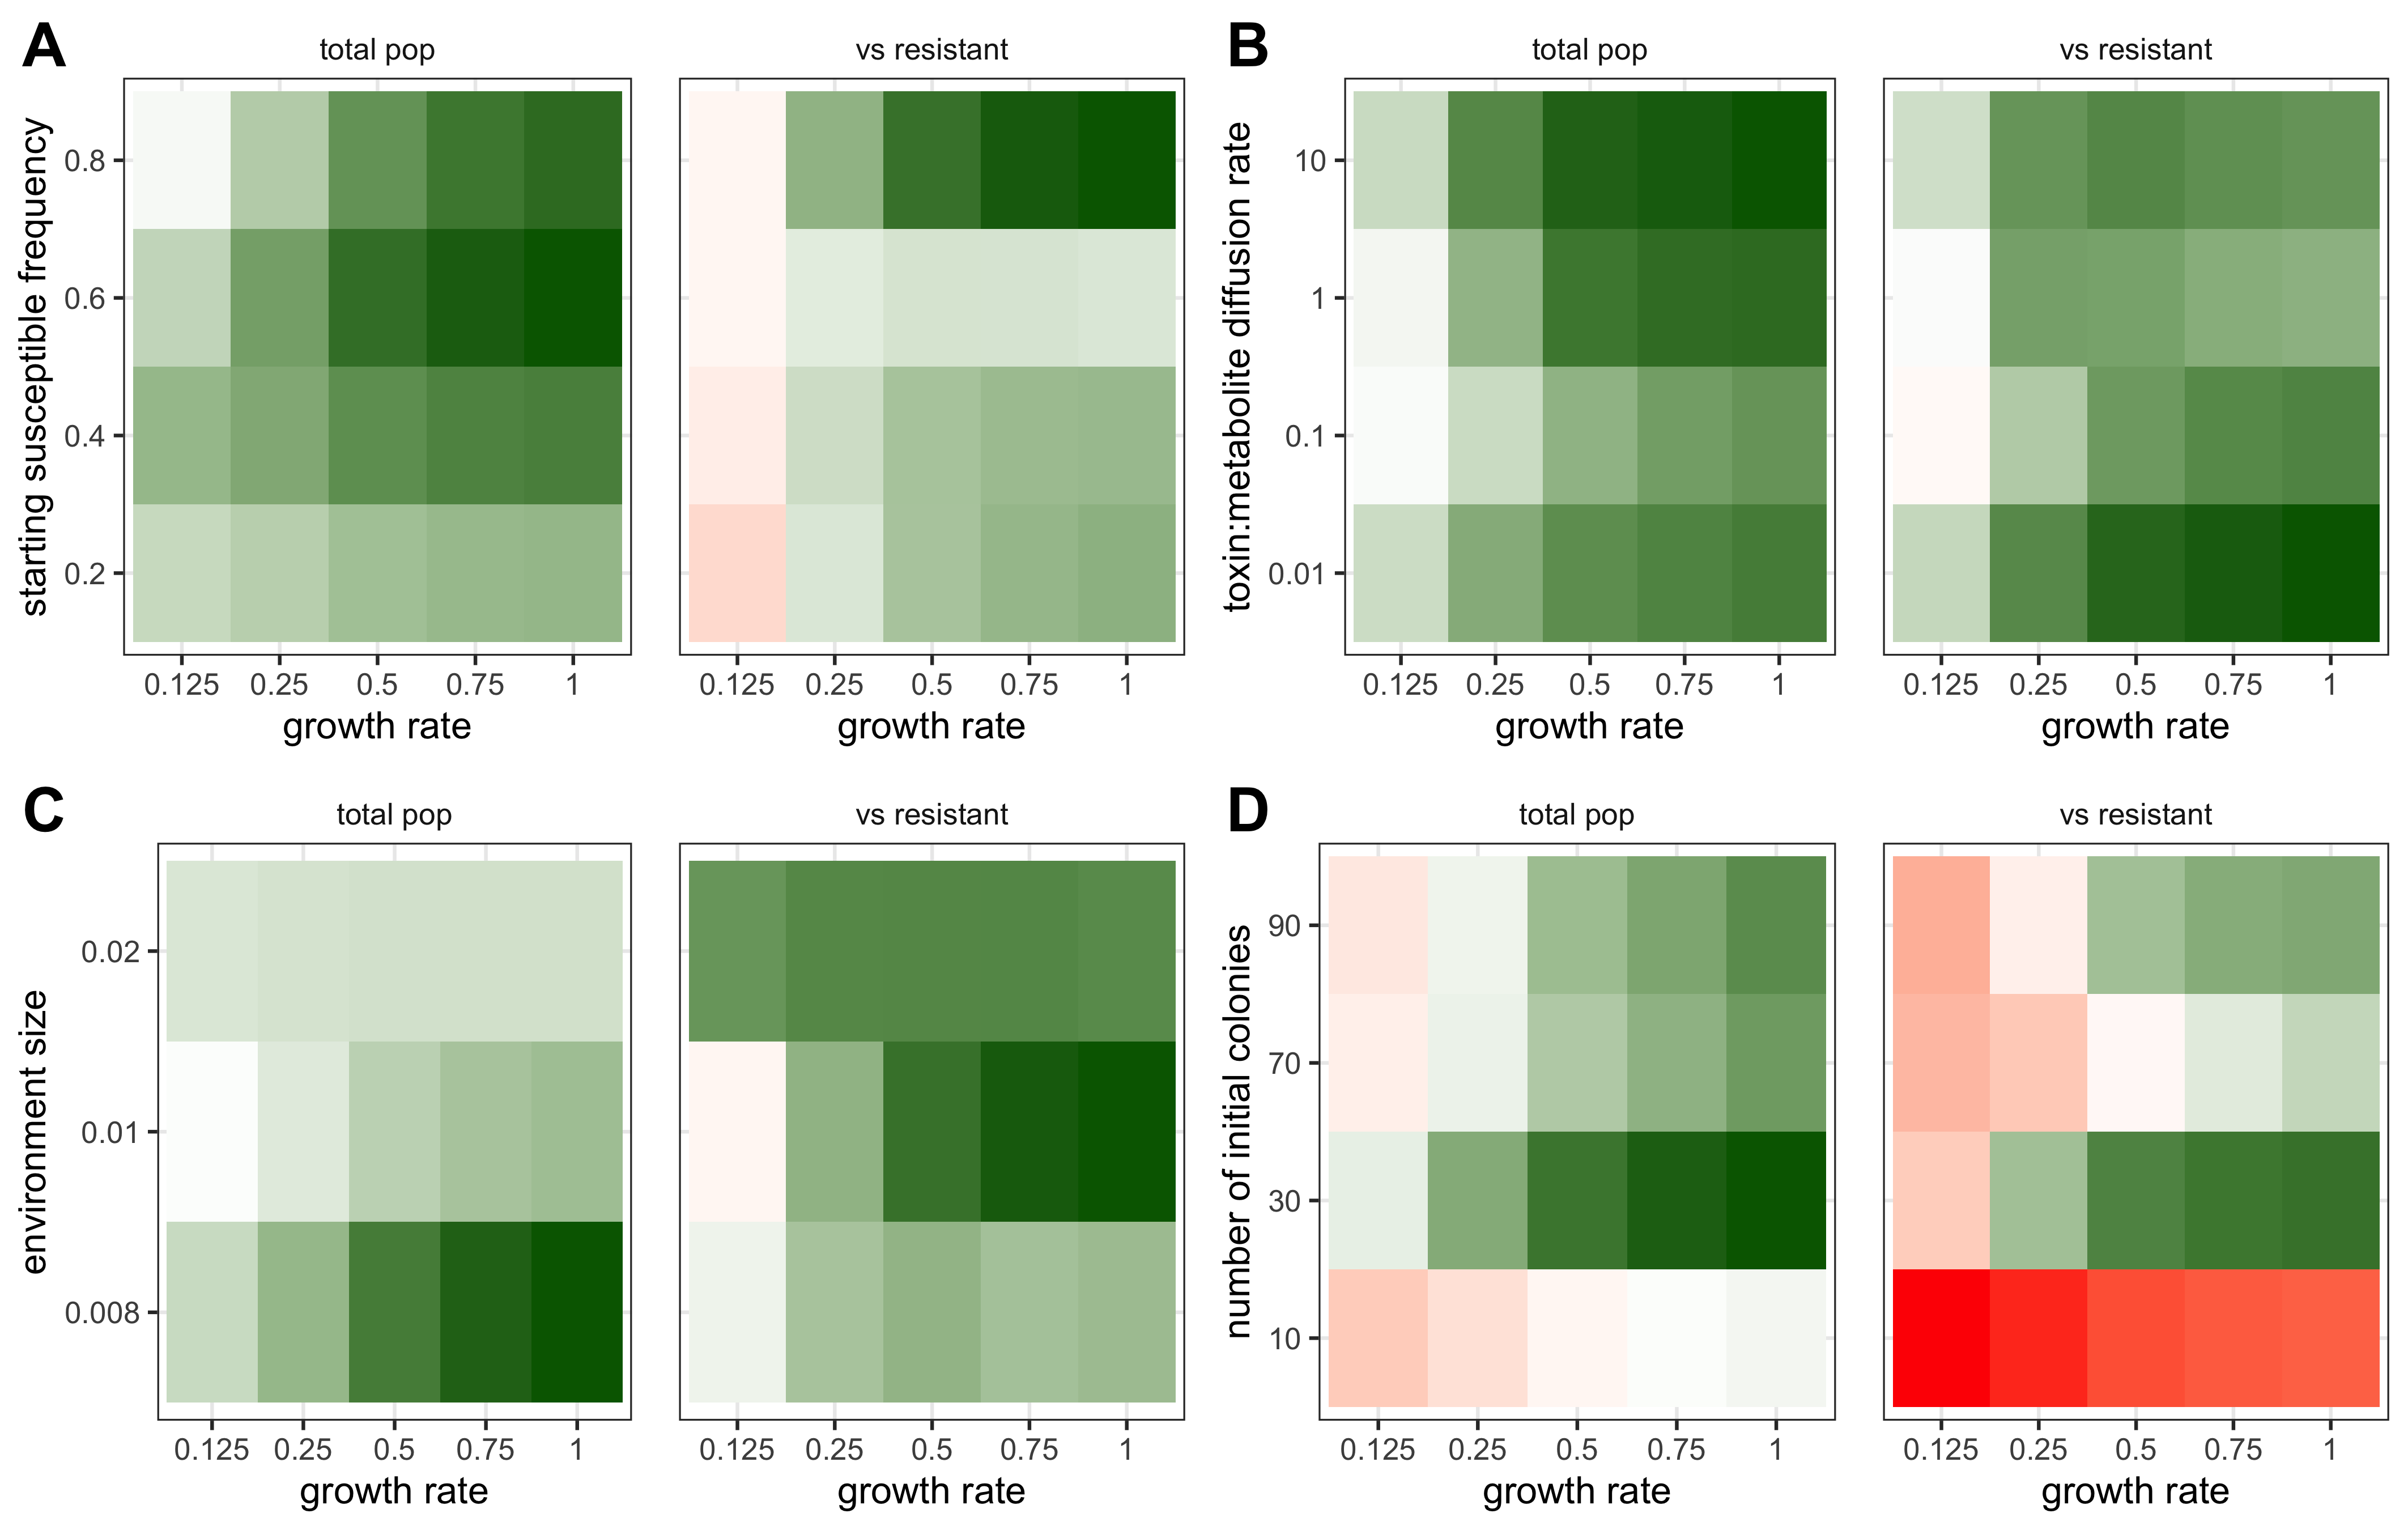 A
total pop
vs resistant
starting susceptible frequency
0.8
0.6
0.4
0.2
0.125 0.25 0.5 0.75 1
0.125 0.25 0.5 0.75 1
growth rate
growth rate
B
total pop
vs resistant
toxin:metabolite diffusion rate
10
1
0.1
0.01
0.125 0.25 0.5 0.75 1
0.125 0.25 0.5 0.75 1
growth rate
growth rate
C
total pop
vs resistant
environment size
0.02
0.01
0.008
0.125 0.25 0.5 0.75 1
0.125 0.25 0.5 0.75 1
growth rate
growth rate
D
total pop
vs resistant
number of initial colonies
90
70
30
10
0.125 0.25 0.5 0.75 1
0.125 0.25 0.5 0.75 1
growth rate
growth rate